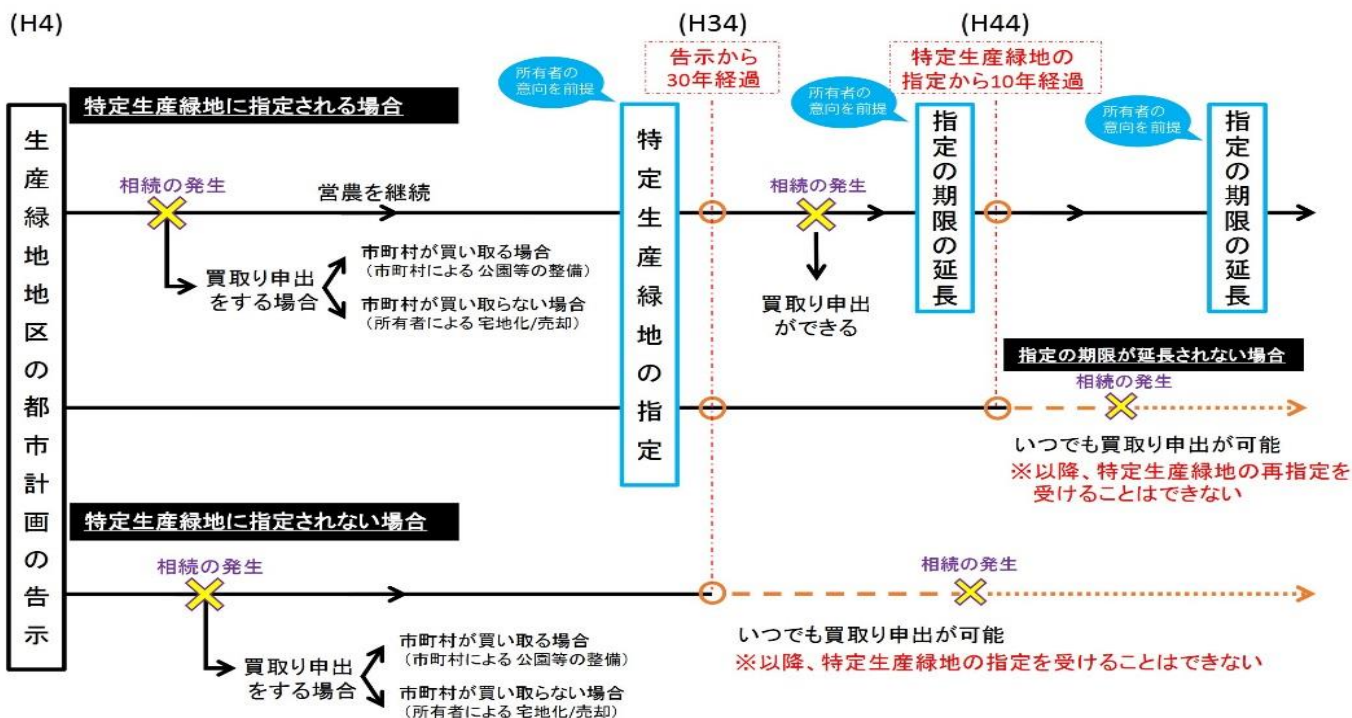 (H4)
(H34)
(H44)
告示から
30年経過
特定生産緑地の
指定から10年経過
所有者の
意向を前提
所有者の
意向を前提
所有者の
意向を前提
特定生産緑地に指定される場合
生産緑地地区の都市計画の告示
相続の発生
営農を継続
買取り申出
をする場合
市町村が買い取る場合
（市町村による 公園等の整備）
市町村が買い取らない場合
（所有者による 宅地化/売却）
特定生産緑地の指定
相続の発生
買取り申出
ができる
指定の期限の延長
指定の期限の延長
指定の期限が延長されない場合
相続の発生
いつでも買取り申出が可能
※以降、特定生産緑地の再指定を
受けることはできない
特定生産緑地に指定されない場合
相続の発生
買取り申出
をする場合
市町村が買い取る場合
（市町村による 公園等の整備）
市町村が買い取らない場合
（所有者による 宅地化/売却）
相続の発生
いつでも買取り申出が可能
※以降、特定生産緑地の指定を受けることはできない